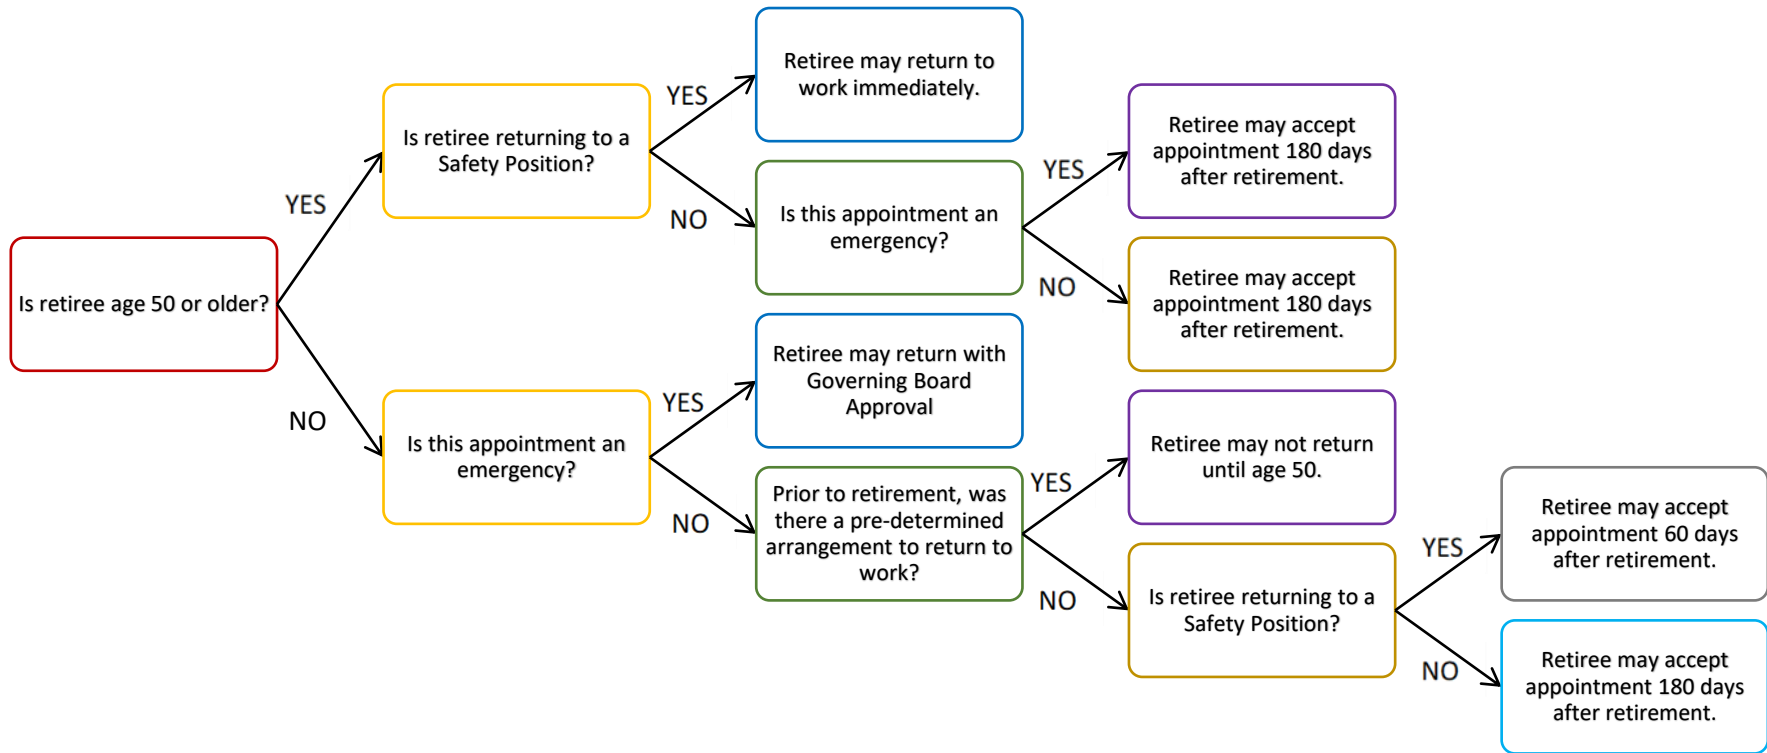 Is retiree age 50 or older?
YES
NO
Is retiree returning to a
Safety Position?
YES
NO
Retiree may return to
work immediately.
Is this appointment an
emergency?
YES
NO
Retiree may accept
appointment 180 days
after retirement.
Retiree may accept
appointment 180 days
after retirement.
Is this appointment an
emergency?
YES
NO
Retiree may return with
Governing Board
Approval
Prior to retirement, was
there a pre-determined
arrangement to return to
work?
YES
NO
Retiree may not return
until age 50.
Is retiree returning to a
Safety Position?
YES
NO
Retiree may accept
appointment 60 days
after retirement.
Retiree may accept
appointment 180 days
after retirement.